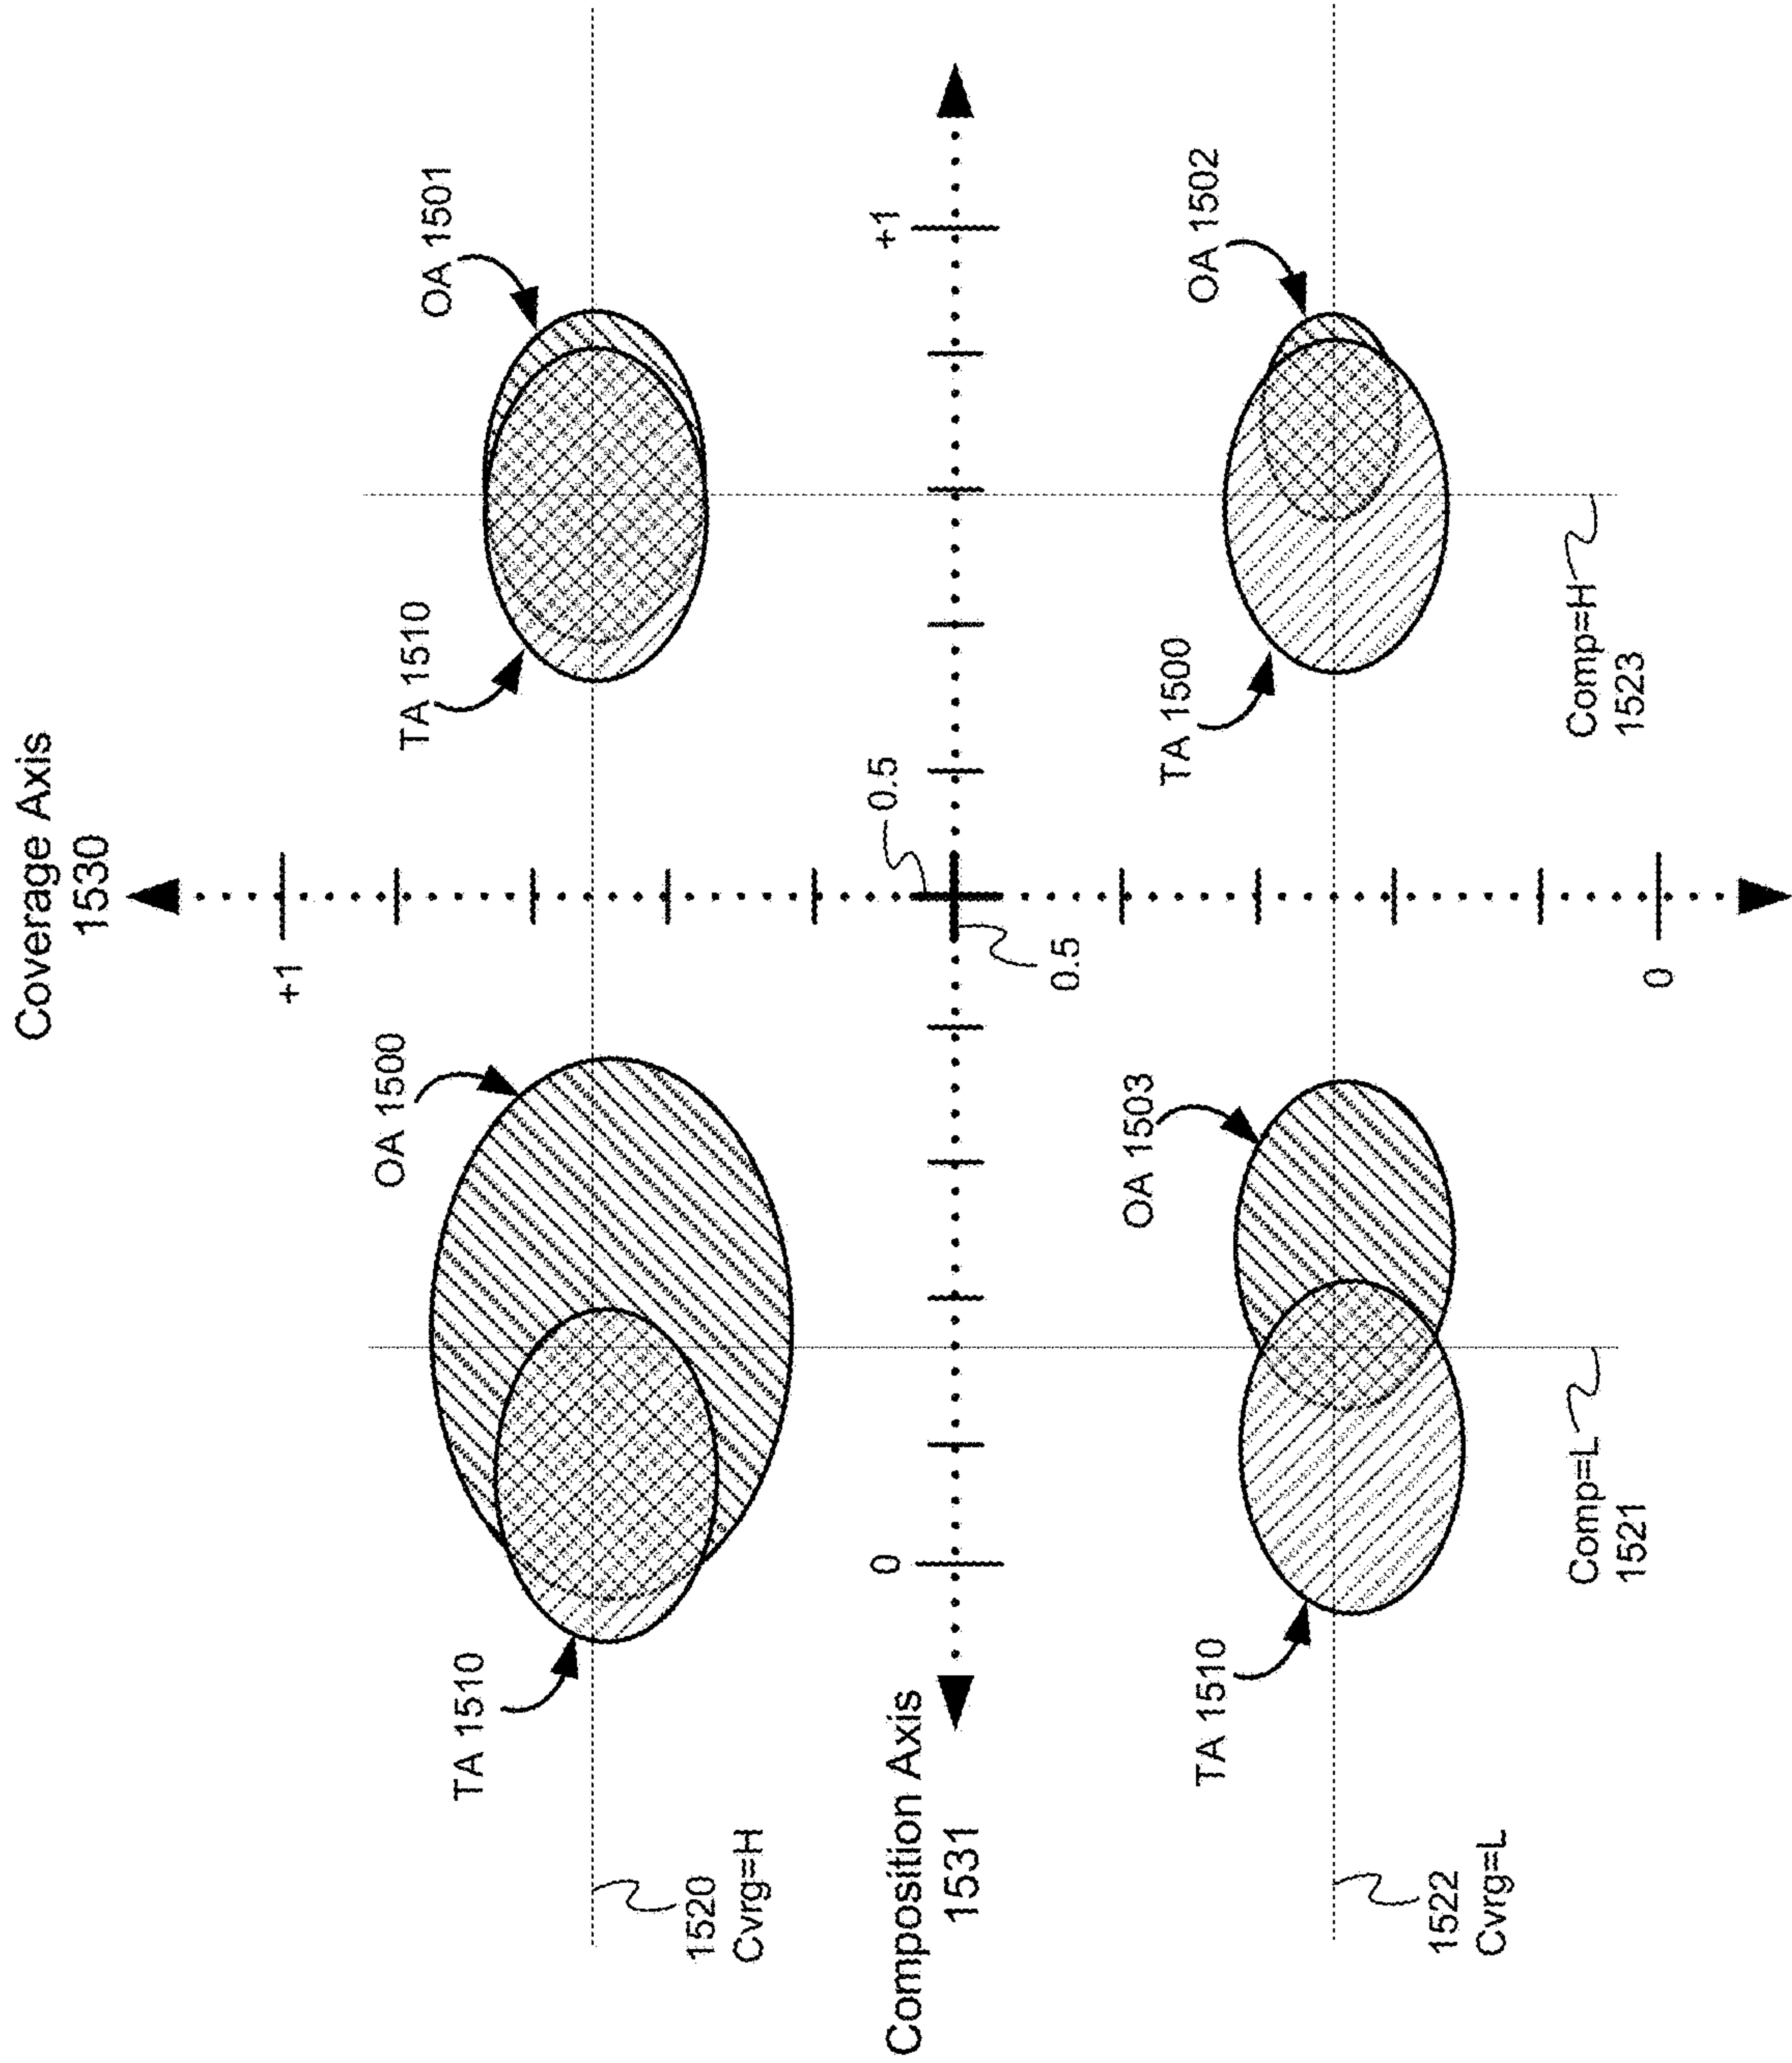 Coverage Axis
1530
+1
TA 1510
OA 1500
TA 1510
OA 1501
1520
Cvrg=H
Composition Axis
1531
0
0.5
+1
0.5
TA 1510
OA 1503
TA 1500
OA 1502
1522
Cvrg=L
Comp=L
1521
Comp=H
1523
0